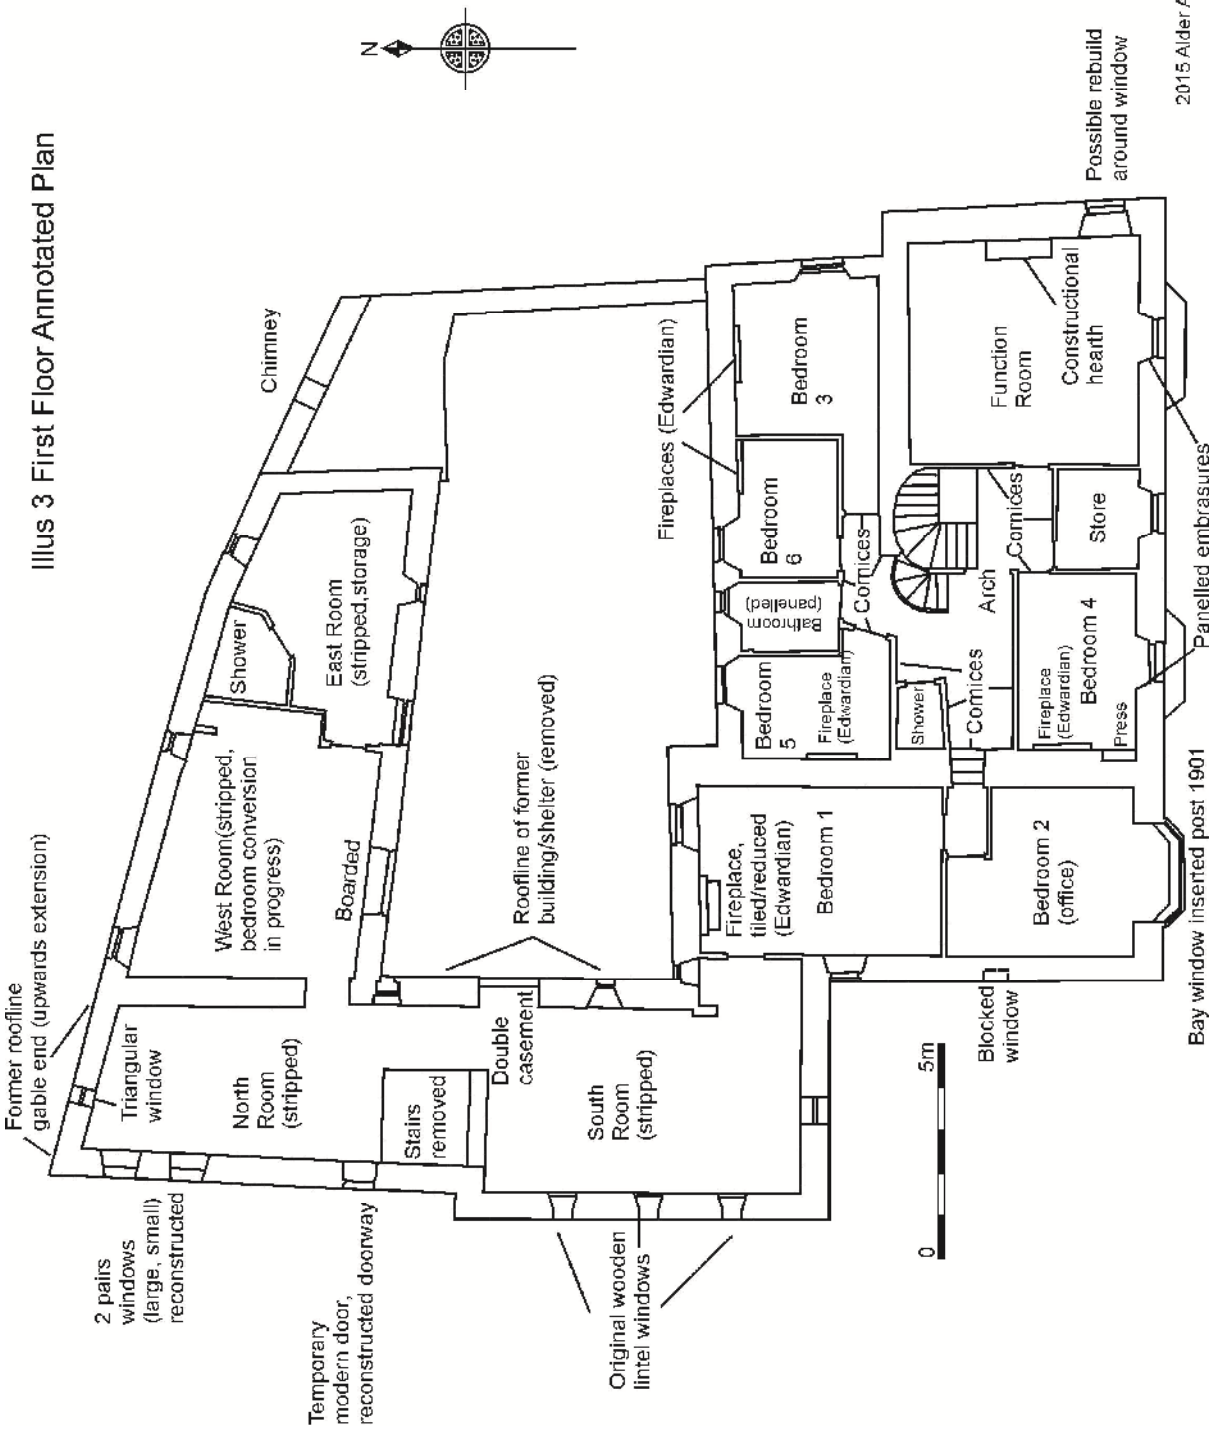 Illus 3 First Floor Annotated Plan
N
Former roofline
gable end (upwards extension)
Chimney
2 pairs
windows
(large, small)
reconstructed
Triangular
window
West Room(stripped,
bedroom conversion
in progress)
Shower
East Room
(stripped,storage)
North
Room
(stripped)
Boarded
Temporary
modern door,
reconstructed doorway
Stairs
removed
Double
casement
Roofline of former
building/shelter (removed)
Fireplaces (Edwardian)
Original wooden
lintel windows
South
Room
(stripped)
Fireplace,
tiled/reduced
(Edwardian)
Bedroom 1
Bedroom
5
Fireplace
(Edwardian)
Bathroom
(panelled)
Bedroom
6
Bedroom
3
Cornices
Shower
Cornices
Arch
Cornices
Function
Room
Constructional
hearth
Possible rebuild
around window
0
5m
Blocked
window
Bedroom 2
(office)
Fireplace
(Edwardian)
Bedroom 4
Press
Store
Bay window inserted post 1901
Panelled embrasures
2015 Alder A